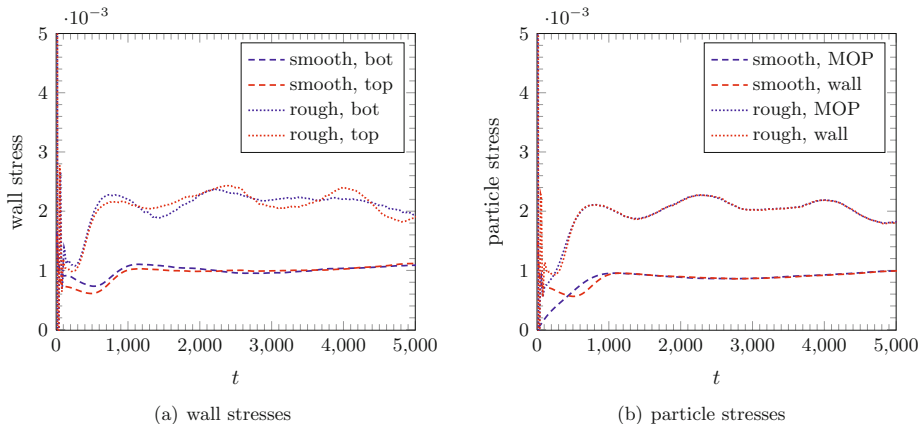 ·10⁻³
5
4
3
2
1
0
wall stress
0
1,000
2,000
3,000
4,000
5,000
t
smooth, bot
smooth, top
rough, bot
rough, top
(a) wall stresses
·10⁻³
5
4
3
2
1
0
particle stress
0
1,000
2,000
3,000
4,000
5,000
t
smooth, MOP
smooth, wall
rough, MOP
rough, wall
(b) particle stresses